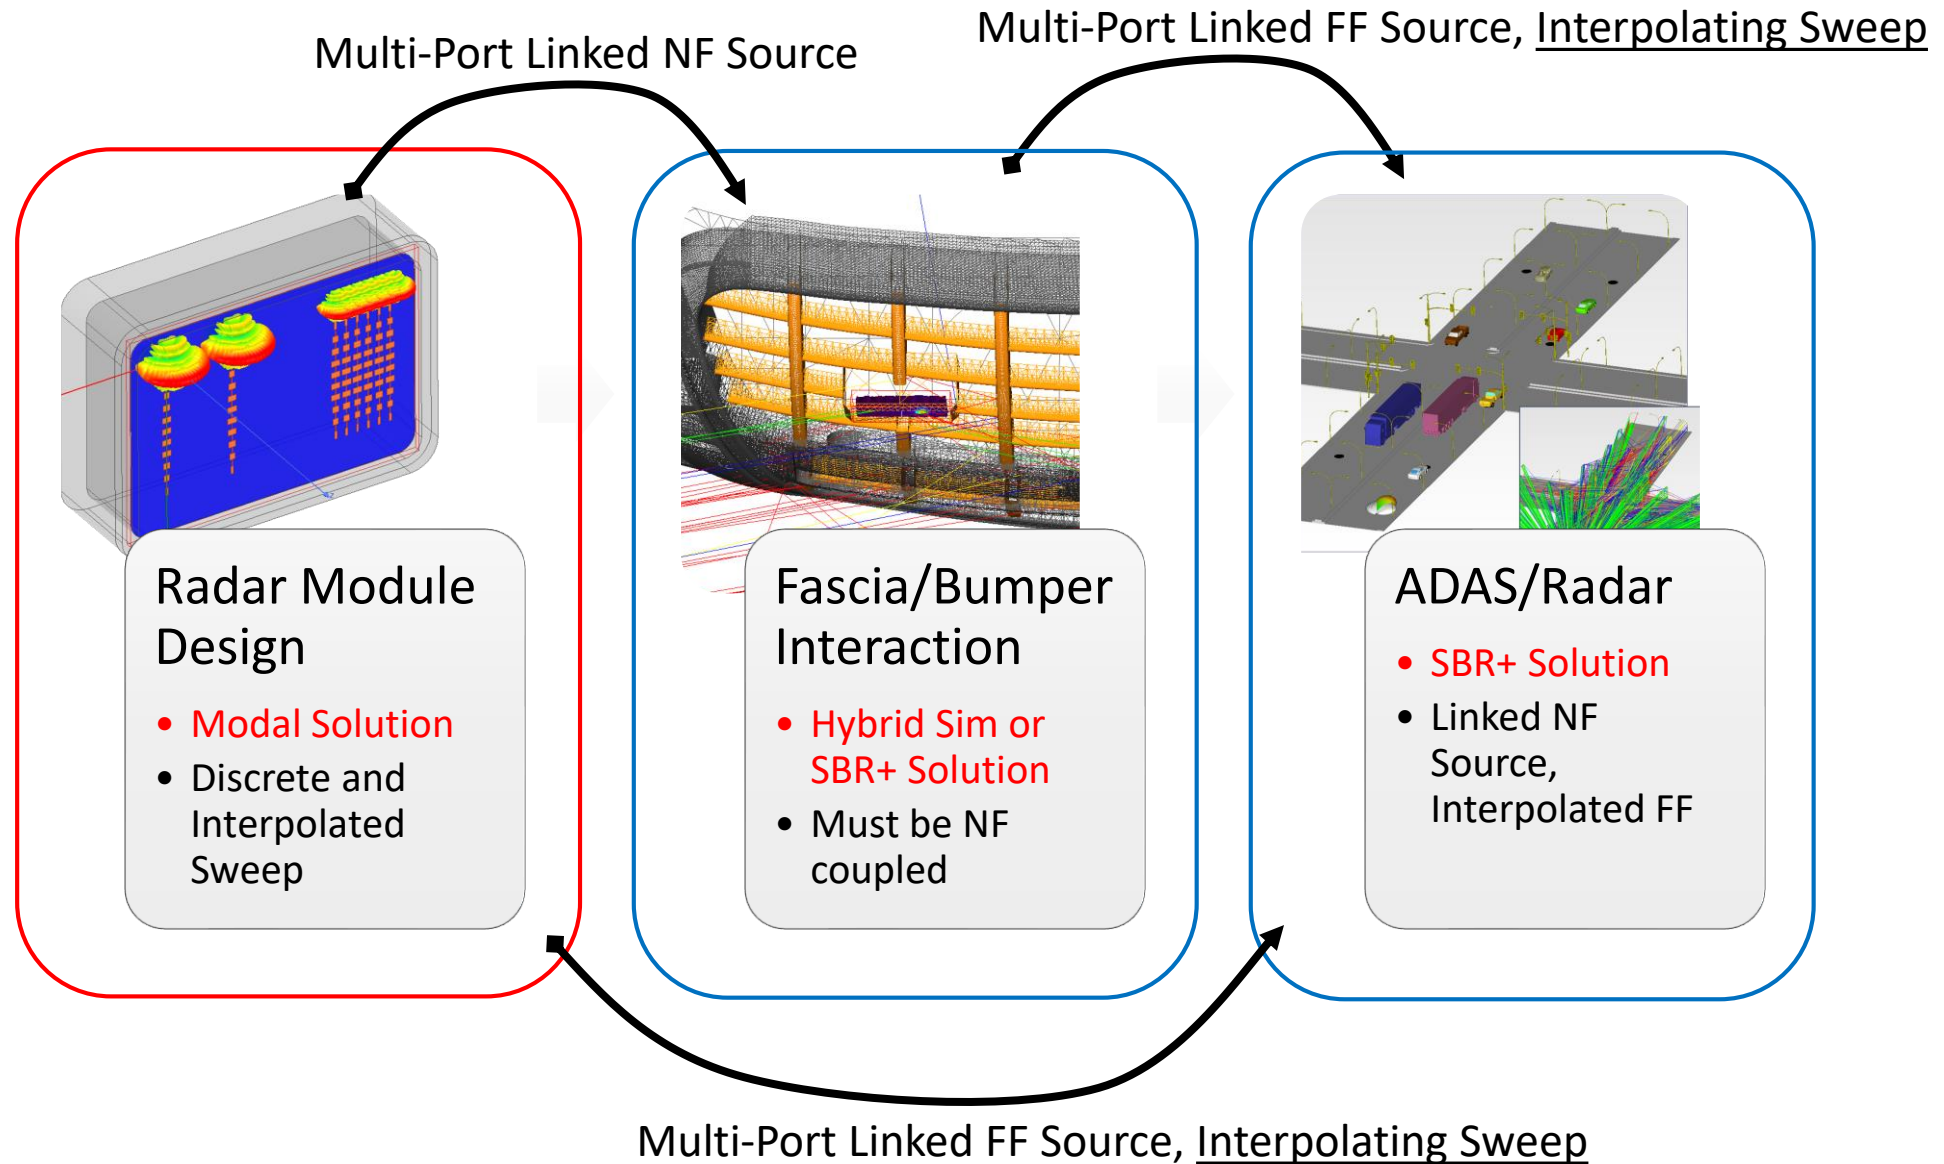 Multi-Port Linked NF Source
Multi-Port Linked FF Source, Interpolating Sweep
Radar Module
Design
• Modal Solution
• Discrete and
Interpolated
Sweep
Fascia/Bumper
Interaction
• Hybrid Sim or
SBR+ Solution
• Must be NF
coupled
ADAS/Radar
• SBR+ Solution
• Linked NF
Source,
Interpolated FF
Multi-Port Linked FF Source, Interpolating Sweep